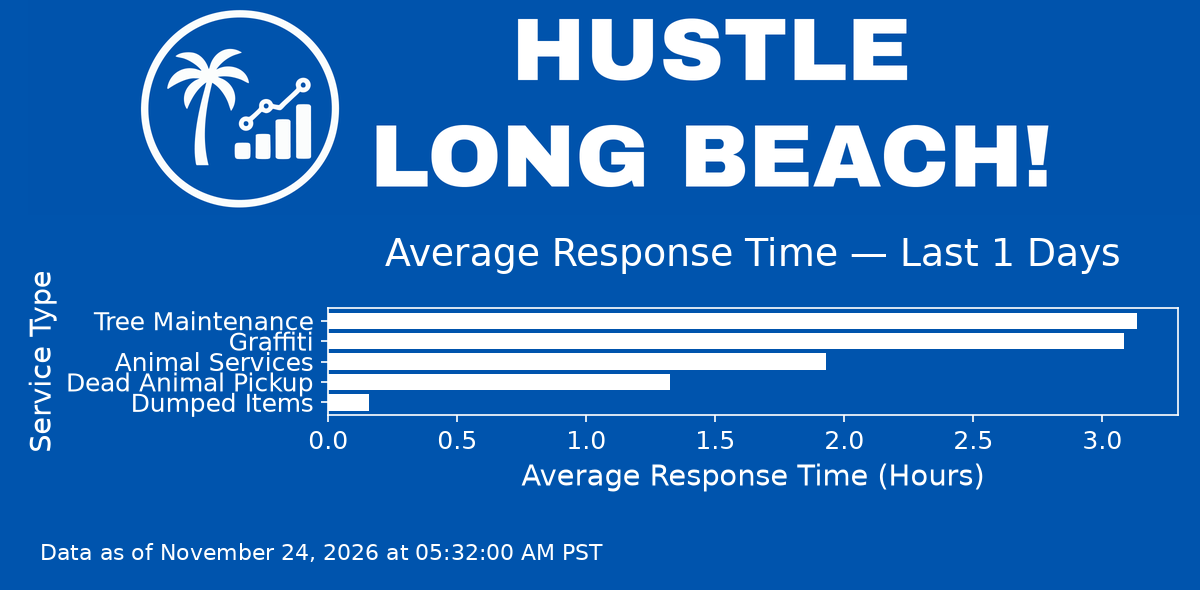 HUSTLE
LONG BEACH!
Average Response Time — Last 1 Days
Service Type
Tree Maintenance
Graffiti
Animal Services
Dead Animal Pickup
Dumped Items
0.0 0.5 1.0 1.5 2.0 2.5 3.0
Average Response Time (Hours)
Data as of November 24, 2026 at 05:32:00 AM PST